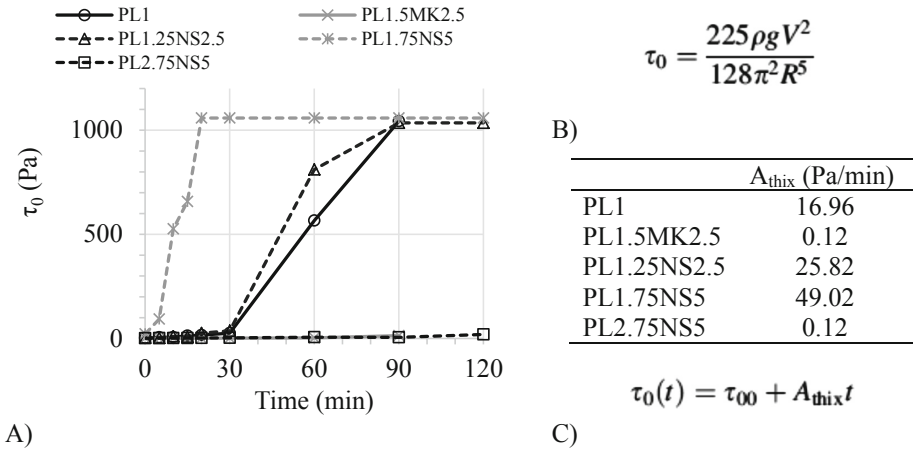 PL1
PL1.5MK2.5
PL1.25NS2.5
PL1.75NS5
PL2.75NS5
1000
500
0
τ₀ (Pa)
0 30 60 90 120
Time (min)
A)
τ₀ = 225ρgV² / 128π²R⁵
B)
A_thix (Pa/min)
PL1 16.96
PL1.5MK2.5 0.12
PL1.25NS2.5 25.82
PL1.75NS5 49.02
PL2.75NS5 0.12
τ₀(t) = τ₀₀ + A_thix t
C)